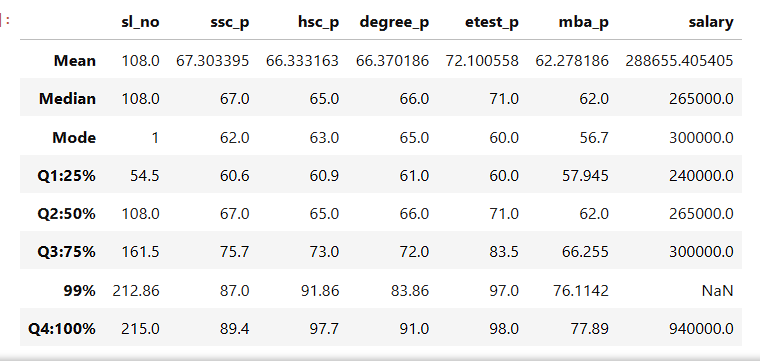 :
sl_no ssc_p hsc_p degree_p etest_p mba_p salary
Mean 108.0 67.303395 66.333163 66.370186 72.100558 62.278186 288655.405405
Median 108.0 67.0 65.0 66.0 71.0 62.0 265000.0
Mode 1 62.0 63.0 65.0 60.0 56.7 300000.0
Q1:25% 54.5 60.6 60.9 61.0 60.0 57.945 240000.0
Q2:50% 108.0 67.0 65.0 66.0 71.0 62.0 265000.0
Q3:75% 161.5 75.7 73.0 72.0 83.5 66.255 300000.0
99% 212.86 87.0 91.86 83.86 97.0 76.1142 NaN
Q4:100% 215.0 89.4 97.7 91.0 98.0 77.89 940000.0